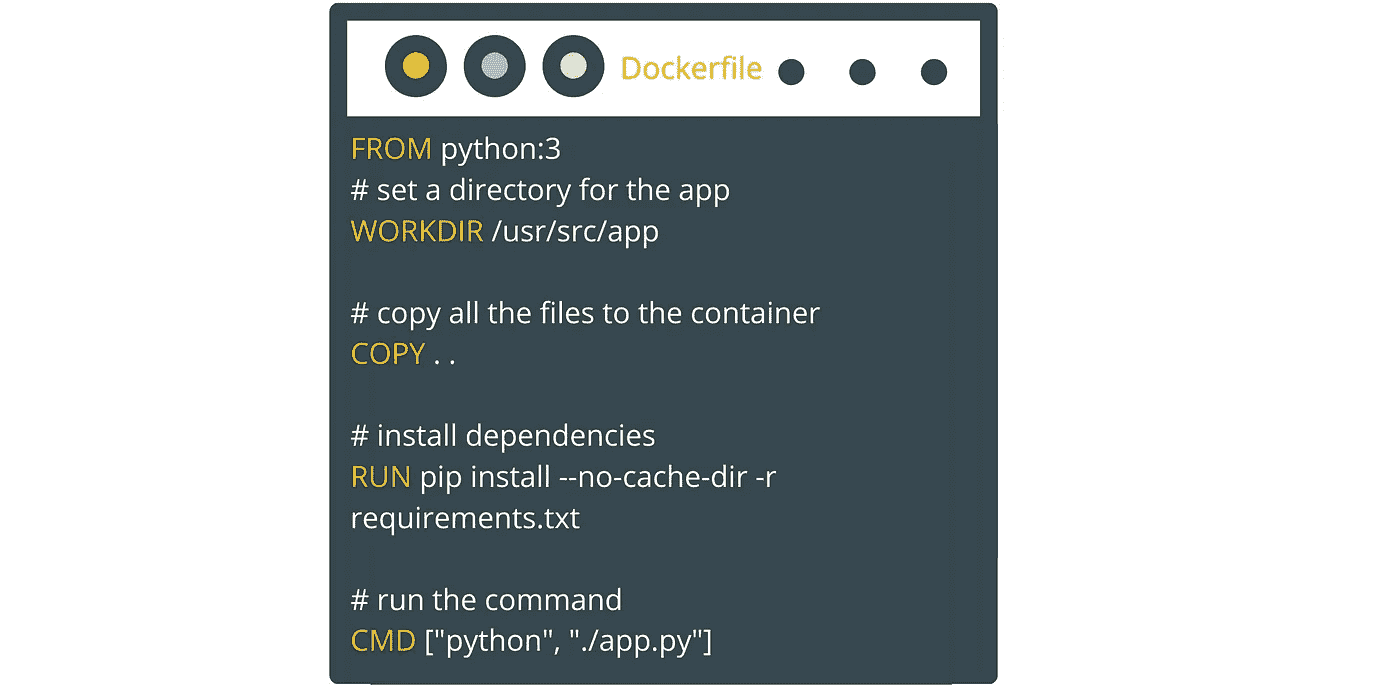 Dockerfile
FROM python:3
# set a directory for the app
WORKDIR /usr/src/app
# copy all the files to the container
COPY . .
# install dependencies
RUN pip install --no-cache-dir -r
requirements.txt
# run the command
CMD ["python", "./app.py"]